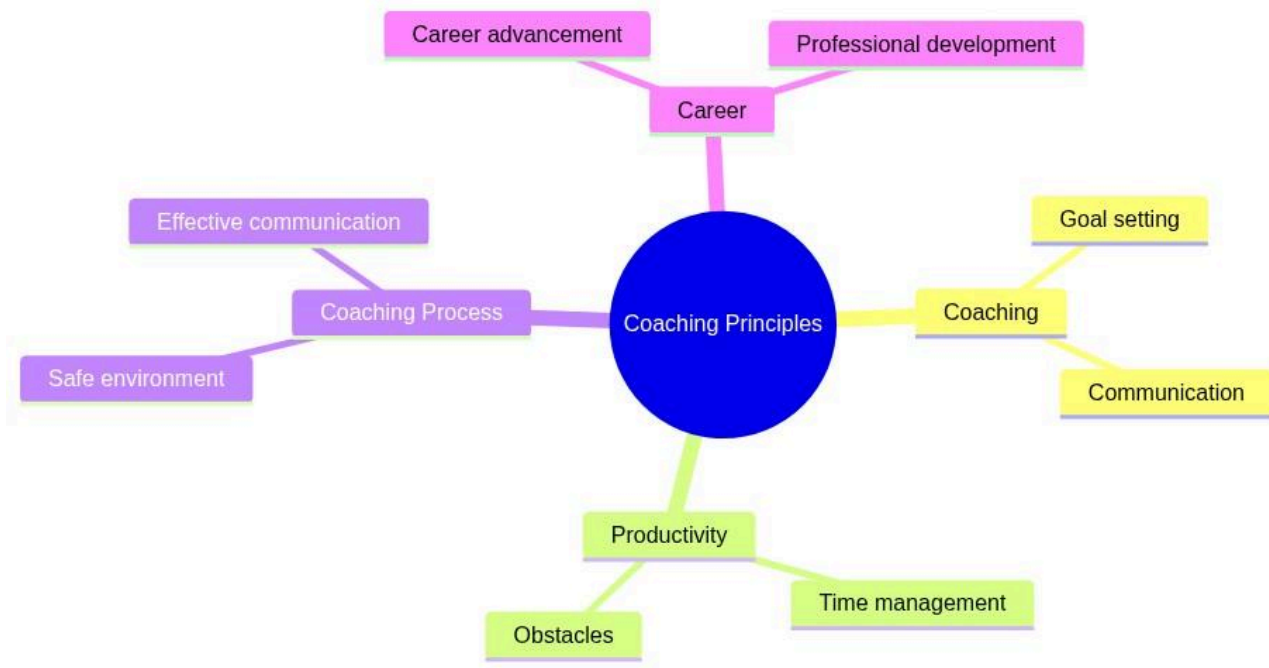 Career advancement
Professional development
Career
Effective communication
Goal setting
Coaching Process
Coaching Principles
Coaching
Safe environment
Communication
Productivity
Time management
Obstacles